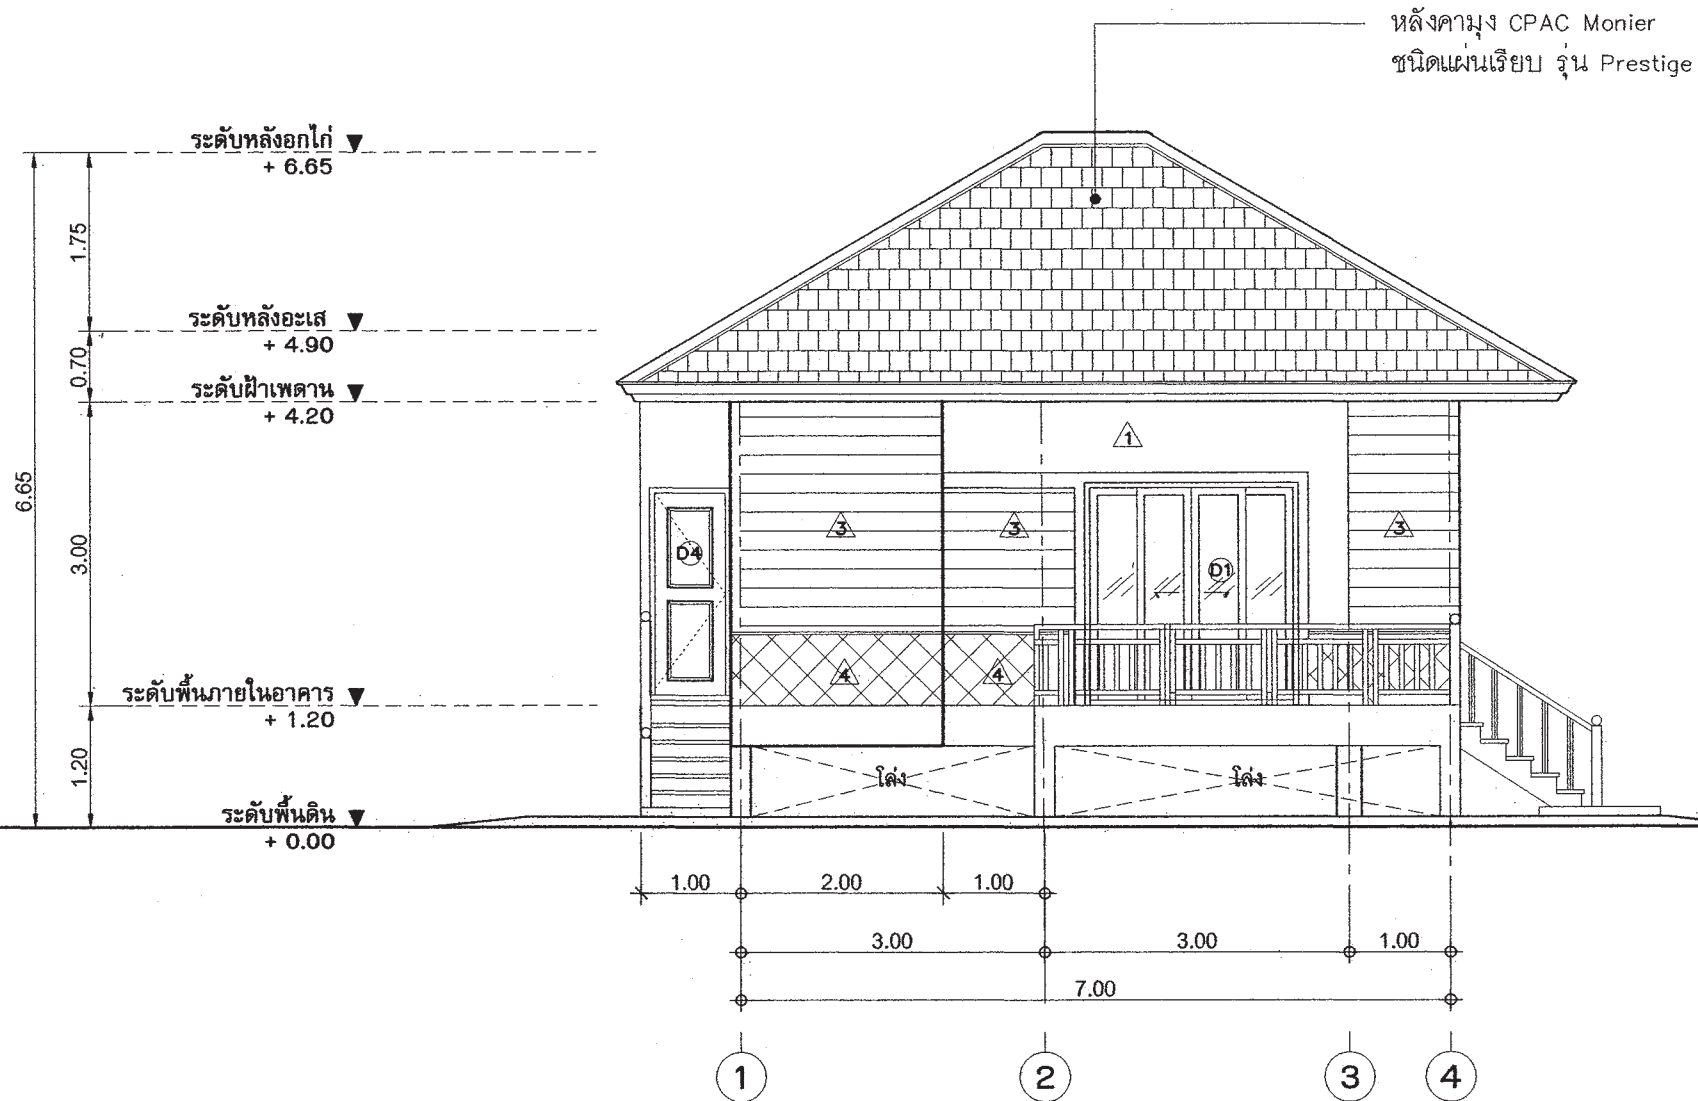 หลังคามุง CPAC Monier
ชนิดแผ่นเรียบ รุ่น Prestige
ระดับหลังอกไก่
+ 6.65
1.75
ระดับหลังอะเส
+ 4.90
0.70
ระดับฝ้าเพดาน
+ 4.20
1
6.65
3.00
3
3
3
D4
D1
4
4
ระดับพื้นภายในอาคาร
+ 1.20
1.20
โล่ง
โล่ง
ระดับพื้นดิน
+ 0.00
1.00
2.00
1.00
3.00
3.00
1.00
7.00
1
2
3
4